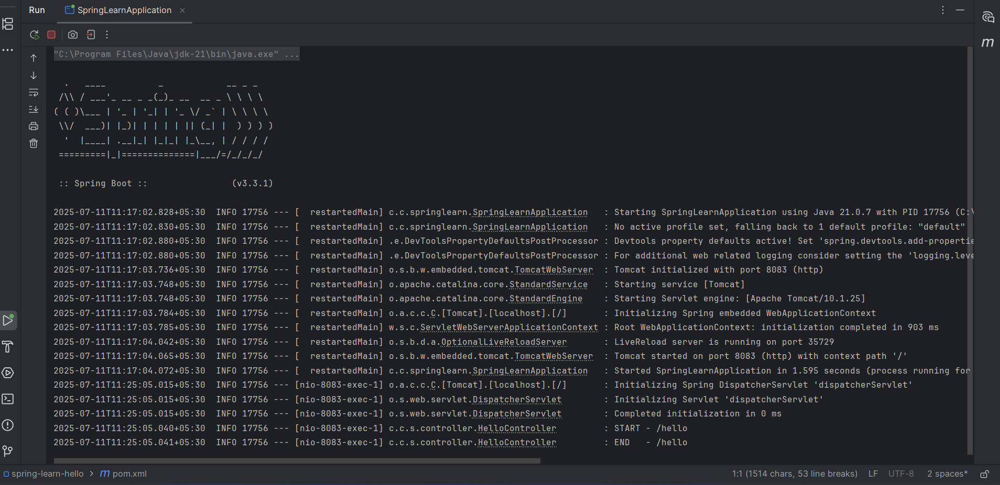 Run SpringLearnApplication
"C:\Program Files\Java\jdk-21\bin\java.exe" ...
  .   ____          _            __ _ _
 /\\ / ___'_ __ _ _(_)_ __  __ _ \ \ \ \
( ( )\___ | '_ | '_| | '_ \/ _` | \ \ \ \
 \\/  ___)| |_)| | | | | || (_| |  ) ) ) )
  '  |____| .__|_| |_|_| |_\__, | / / / /
 =========|_|==============|___/=/_/_/_/
 :: Spring Boot ::                (v3.3.1)
2025-07-11T11:17:02.828+05:30  INFO 17756 --- [  restartedMain] c.c.springlearn.SpringLearnApplication   : Starting SpringLearnApplication using Java 21.0.7 with PID 17756 (C:\
2025-07-11T11:17:02.830+05:30  INFO 17756 --- [  restartedMain] c.c.springlearn.SpringLearnApplication   : No active profile set, falling back to 1 default profile: "default"
2025-07-11T11:17:02.880+05:30  INFO 17756 --- [  restartedMain] .e.DevToolsPropertyDefaultsPostProcessor : Devtools property defaults active! Set 'spring.devtools.add-propertie
2025-07-11T11:17:02.880+05:30  INFO 17756 --- [  restartedMain] .e.DevToolsPropertyDefaultsPostProcessor : For additional web related logging consider setting the 'logging.leve
2025-07-11T11:17:03.736+05:30  INFO 17756 --- [  restartedMain] o.s.b.w.embedded.tomcat.TomcatWebServer  : Tomcat initialized with port 8083 (http)
2025-07-11T11:17:03.748+05:30  INFO 17756 --- [  restartedMain] o.apache.catalina.core.StandardService   : Starting service [Tomcat]
2025-07-11T11:17:03.748+05:30  INFO 17756 --- [  restartedMain] o.apache.catalina.core.StandardEngine    : Starting Servlet engine: [Apache Tomcat/10.1.25]
2025-07-11T11:17:03.784+05:30  INFO 17756 --- [  restartedMain] o.a.c.c.C.[Tomcat].[localhost].[/]       : Initializing Spring embedded WebApplicationContext
2025-07-11T11:17:03.785+05:30  INFO 17756 --- [  restartedMain] w.s.c.ServletWebServerApplicationContext : Root WebApplicationContext: initialization completed in 903 ms
2025-07-11T11:17:04.042+05:30  INFO 17756 --- [  restartedMain] o.s.b.d.a.OptionalLiveReloadServer       : LiveReload server is running on port 35729
2025-07-11T11:17:04.065+05:30  INFO 17756 --- [  restartedMain] o.s.b.w.embedded.tomcat.TomcatWebServer  : Tomcat started on port 8083 (http) with context path '/'
2025-07-11T11:17:04.072+05:30  INFO 17756 --- [  restartedMain] c.c.springlearn.SpringLearnApplication   : Started SpringLearnApplication in 1.595 seconds (process running for
2025-07-11T11:25:05.015+05:30  INFO 17756 --- [nio-8083-exec-1] o.a.c.c.C.[Tomcat].[localhost].[/]       : Initializing Spring DispatcherServlet 'dispatcherServlet'
2025-07-11T11:25:05.015+05:30  INFO 17756 --- [nio-8083-exec-1] o.s.web.servlet.DispatcherServlet        : Initializing Servlet 'dispatcherServlet'
2025-07-11T11:25:05.015+05:30  INFO 17756 --- [nio-8083-exec-1] o.s.web.servlet.DispatcherServlet        : Completed initialization in 0 ms
2025-07-11T11:25:05.040+05:30  INFO 17756 --- [nio-8083-exec-1] c.c.s.controller.HelloController         : START - /hello
2025-07-11T11:25:05.041+05:30  INFO 17756 --- [nio-8083-exec-1] c.c.s.controller.HelloController         : END   - /hello
spring-learn-hello > m pom.xml 1:1 (1514 chars, 53 line breaks) LF UTF-8 2 spaces*